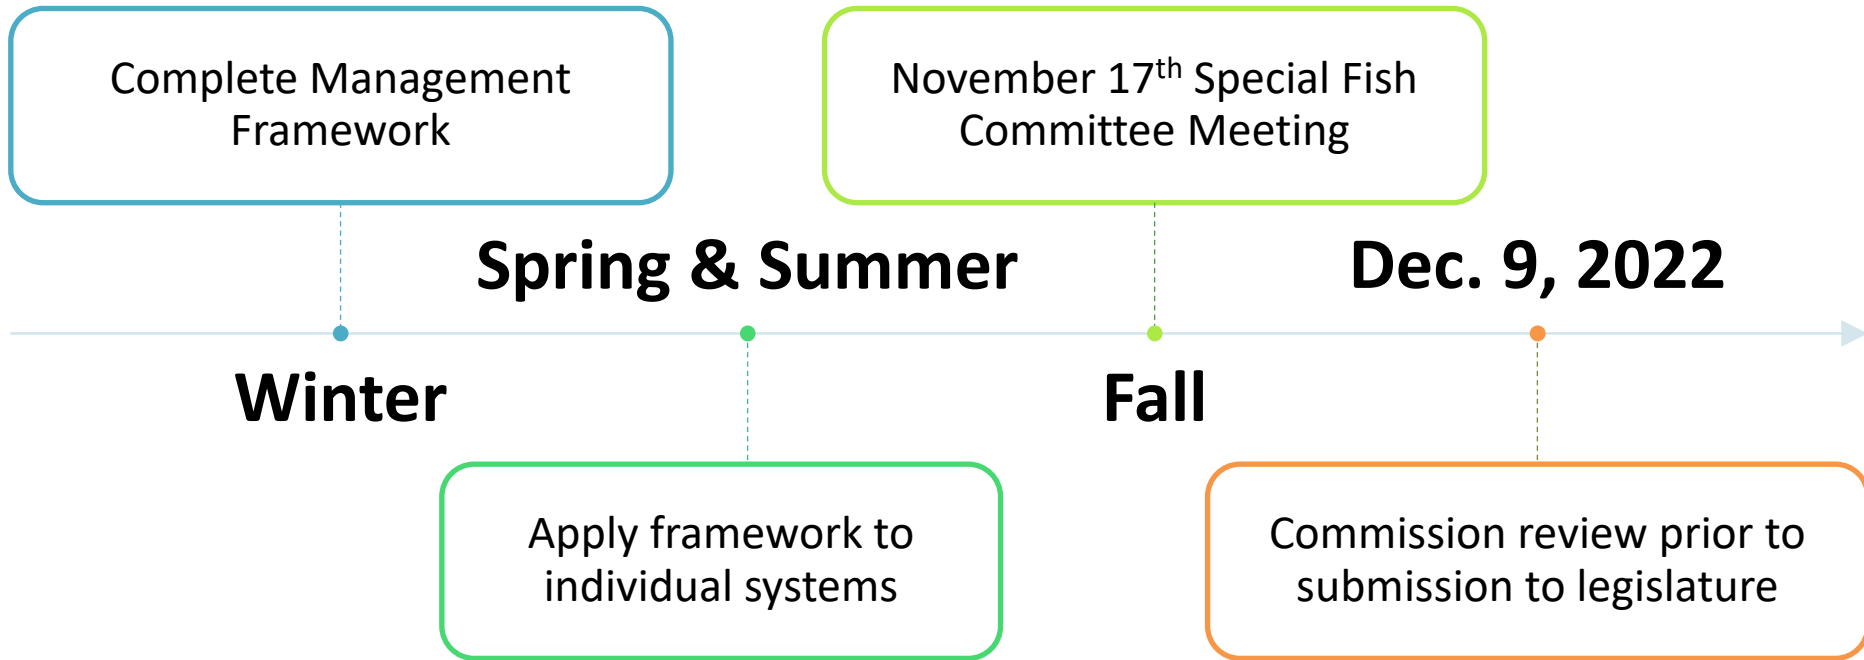 Complete Management
Framework
November 17th Special Fish
Committee Meeting
Spring & Summer
Dec. 9, 2022
Winter
Fall
Apply framework to
individual systems
Commission review prior to
submission to legislature